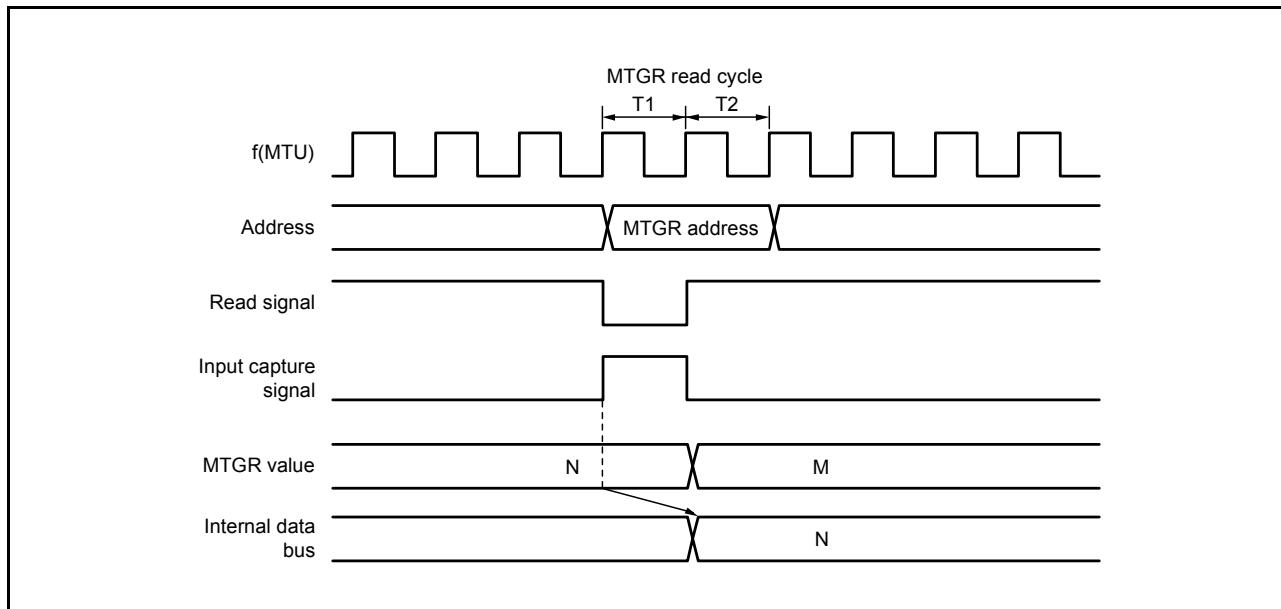 MTGR read cycle
T1 T2
f(MTU)
Address
MTGR address
Read signal
Input capture
signal
MTGR value
N M
Internal data
bus
N